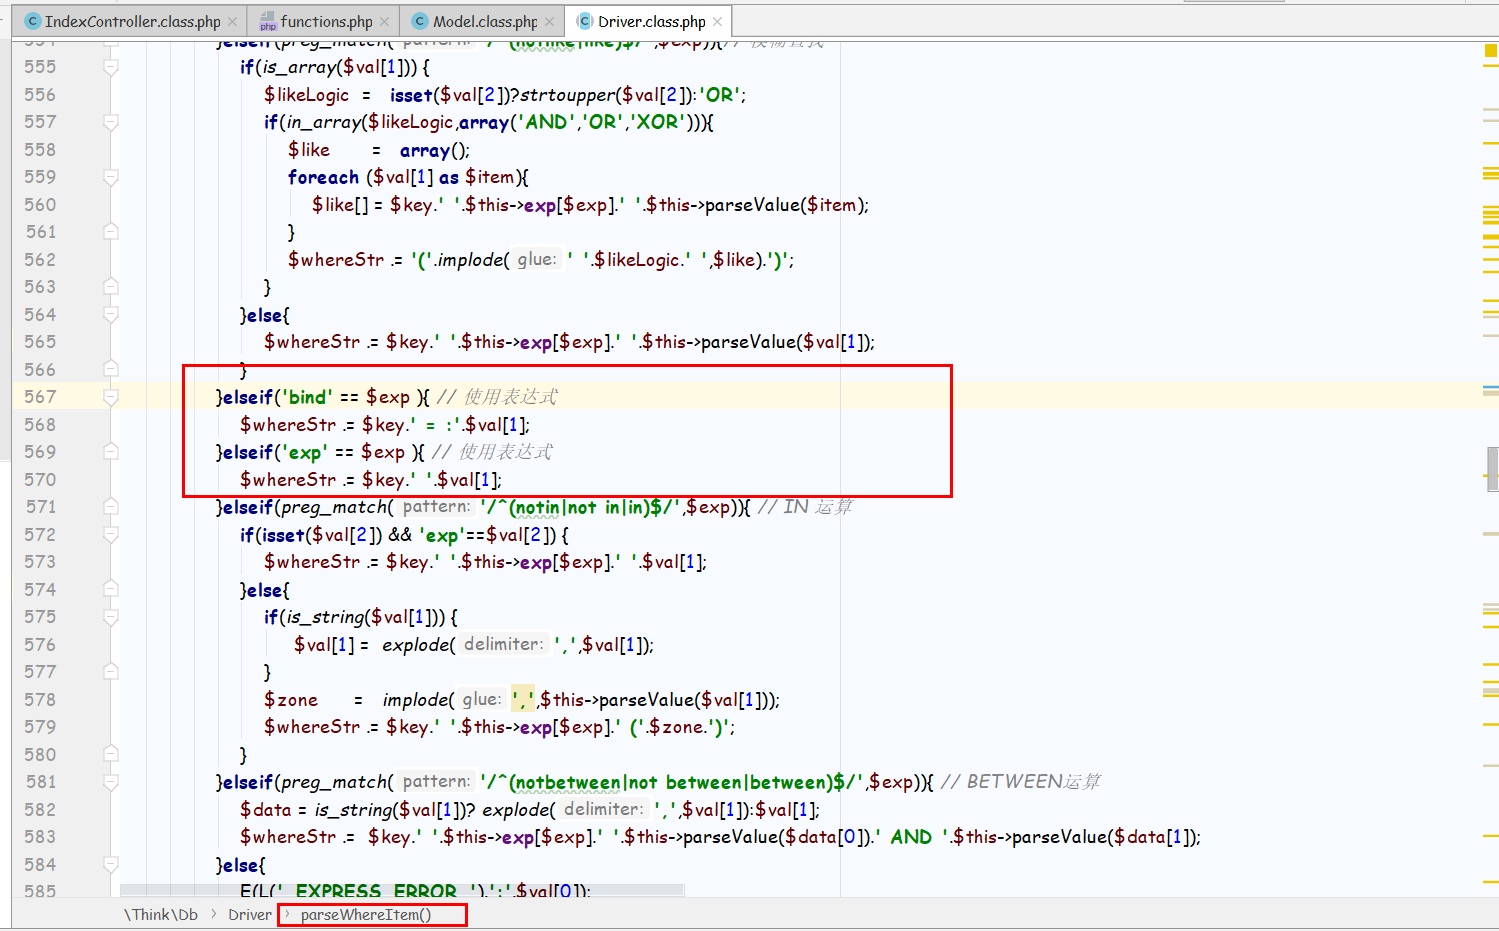 IndexController.class.php × functions.php × Model.class.php × Driver.class.php ×
554 }elseif(preg_match( pattern: '/^(notlike|like)$/',$exp)){// 模糊查找
555 if(is_array($val[1])) {
556 $likeLogic = isset($val[2])?strtoupper($val[2]):'OR';
557 if(in_array($likeLogic,array('AND','OR','XOR'))){
558 $like = array();
559 foreach ($val[1] as $item){
560 $like[] = $key.' '.$this->exp[$exp].' '.$this->parseValue($item);
561 }
562 $whereStr .= '('.implode( glue: ' '.$likeLogic.' ',$like).')';
563 }
564 }else{
565 $whereStr .= $key.' '.$this->exp[$exp].' '.$this->parseValue($val[1]);
566 }
567 }elseif('bind' == $exp ){ // 使用表达式
568 $whereStr .= $key.' = :'.$val[1];
569 }elseif('exp' == $exp ){ // 使用表达式
570 $whereStr .= $key.' '.$val[1];
571 }elseif(preg_match( pattern: '/^(notin|not in|in)$/',$exp)){ // IN 运算
572 if(isset($val[2]) && 'exp'==$val[2]) {
573 $whereStr .= $key.' '.$this->exp[$exp].' '.$val[1];
574 }else{
575 if(is_string($val[1])) {
576 $val[1] = explode( delimiter: ',',$val[1]);
577 }
578 $zone = implode( glue: ',',$this->parseValue($val[1]));
579 $whereStr .= $key.' '.$this->exp[$exp].' ('.$zone.')';
580 }
581 }elseif(preg_match( pattern: '/^(notbetween|not between|between)$/',$exp)){ // BETWEEN运算
582 $data = is_string($val[1])? explode( delimiter: ',',$val[1]):$val[1];
583 $whereStr .= $key.' '.$this->exp[$exp].' '.$this->parseValue($data[0]).' AND '.$this->parseValue($data[1]);
584 }else{
585 E(L('_EXPRESS_ERROR_').':'.$val[0]);
\Think\Db › Driver › parseWhereItem()